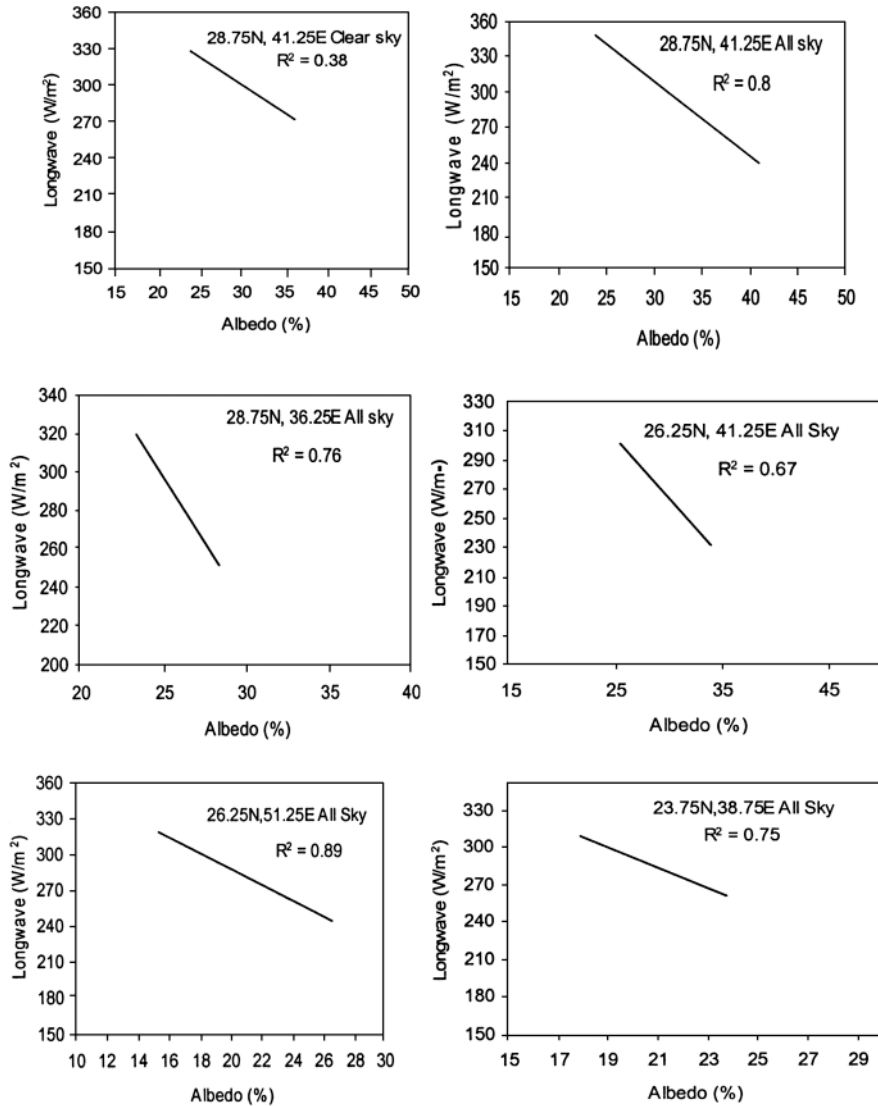 28.75N, 41.25E Clear sky
R² = 0.38
Longwave (W/m²)
360
330
300
270
240
210
180
150
15 20 25 30 35 40 45 50
Albedo (%)
28.75N, 41.25E All sky
R² = 0.8
Longwave (W/m²)
360
330
300
270
240
210
180
150
15 20 25 30 35 40 45 50
Albedo (%)
28.75N, 36.25E All sky
R² = 0.76
Longwave (W/m²)
340
320
300
280
260
240
220
200
20 25 30 35 40
Albedo (%)
26.25N, 41.25E All Sky
R² = 0.67
Longwave (W/m-)
330
310
290
270
250
230
210
190
170
150
15 25 35 45
Albedo (%)
26.25N,51.25E All Sky
R² = 0.89
Longwave (W/m²)
360
330
300
270
240
210
180
150
10 12 14 16 18 20 22 24 26 28 30
Albedo (%)
23.75N,38.75E All Sky
R² = 0.75
Longwave (W/m²)
330
300
270
240
210
180
150
15 17 19 21 23 25 27 29
Albedo (%)